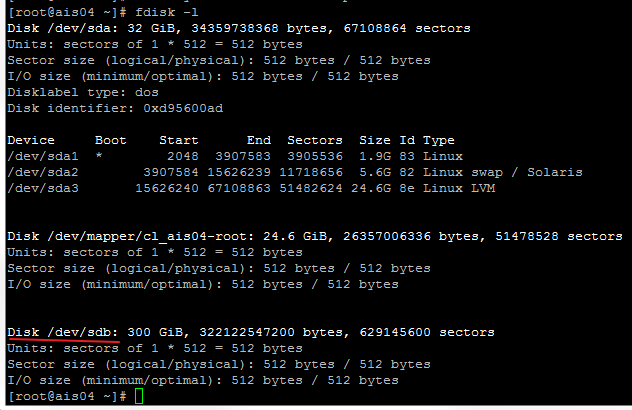 [root@ais04 ~]# fdisk -l
Disk /dev/sda: 32 GiB, 34359738368 bytes, 67108864 sectors
Units: sectors of 1 * 512 = 512 bytes
Sector size (logical/physical): 512 bytes / 512 bytes
I/O size (minimum/optimal): 512 bytes / 512 bytes
Disklabel type: dos
Disk identifier: 0xd95600ad
Device     Boot    Start      End  Sectors  Size Id Type
/dev/sda1  *        2048  3907583  3905536  1.9G 83 Linux
/dev/sda2        3907584 15626239 11718656  5.6G 82 Linux swap / Solaris
/dev/sda3       15626240 67108863 51482624 24.6G 8e Linux LVM
Disk /dev/mapper/cl_ais04-root: 24.6 GiB, 26357006336 bytes, 51478528 sectors
Units: sectors of 1 * 512 = 512 bytes
Sector size (logical/physical): 512 bytes / 512 bytes
I/O size (minimum/optimal): 512 bytes / 512 bytes
Disk /dev/sdb: 300 GiB, 322122547200 bytes, 629145600 sectors
Units: sectors of 1 * 512 = 512 bytes
Sector size (logical/physical): 512 bytes / 512 bytes
I/O size (minimum/optimal): 512 bytes / 512 bytes
[root@ais04 ~]#